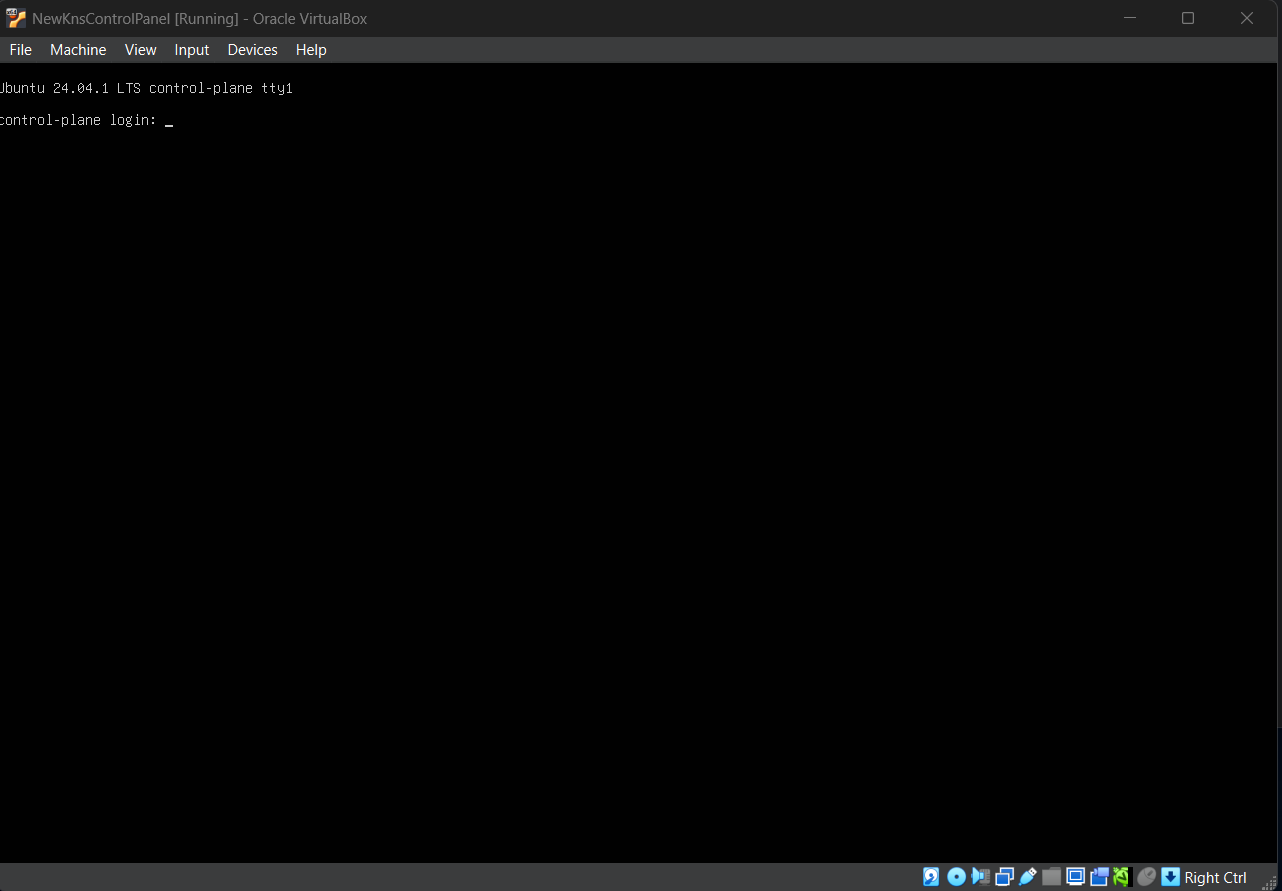 NewKnsControlPanel [Running] - Oracle VirtualBox
File Machine View Input Devices Help
Ubuntu 24.04.1 LTS control-plane tty1
control-plane login: _
Right Ctrl